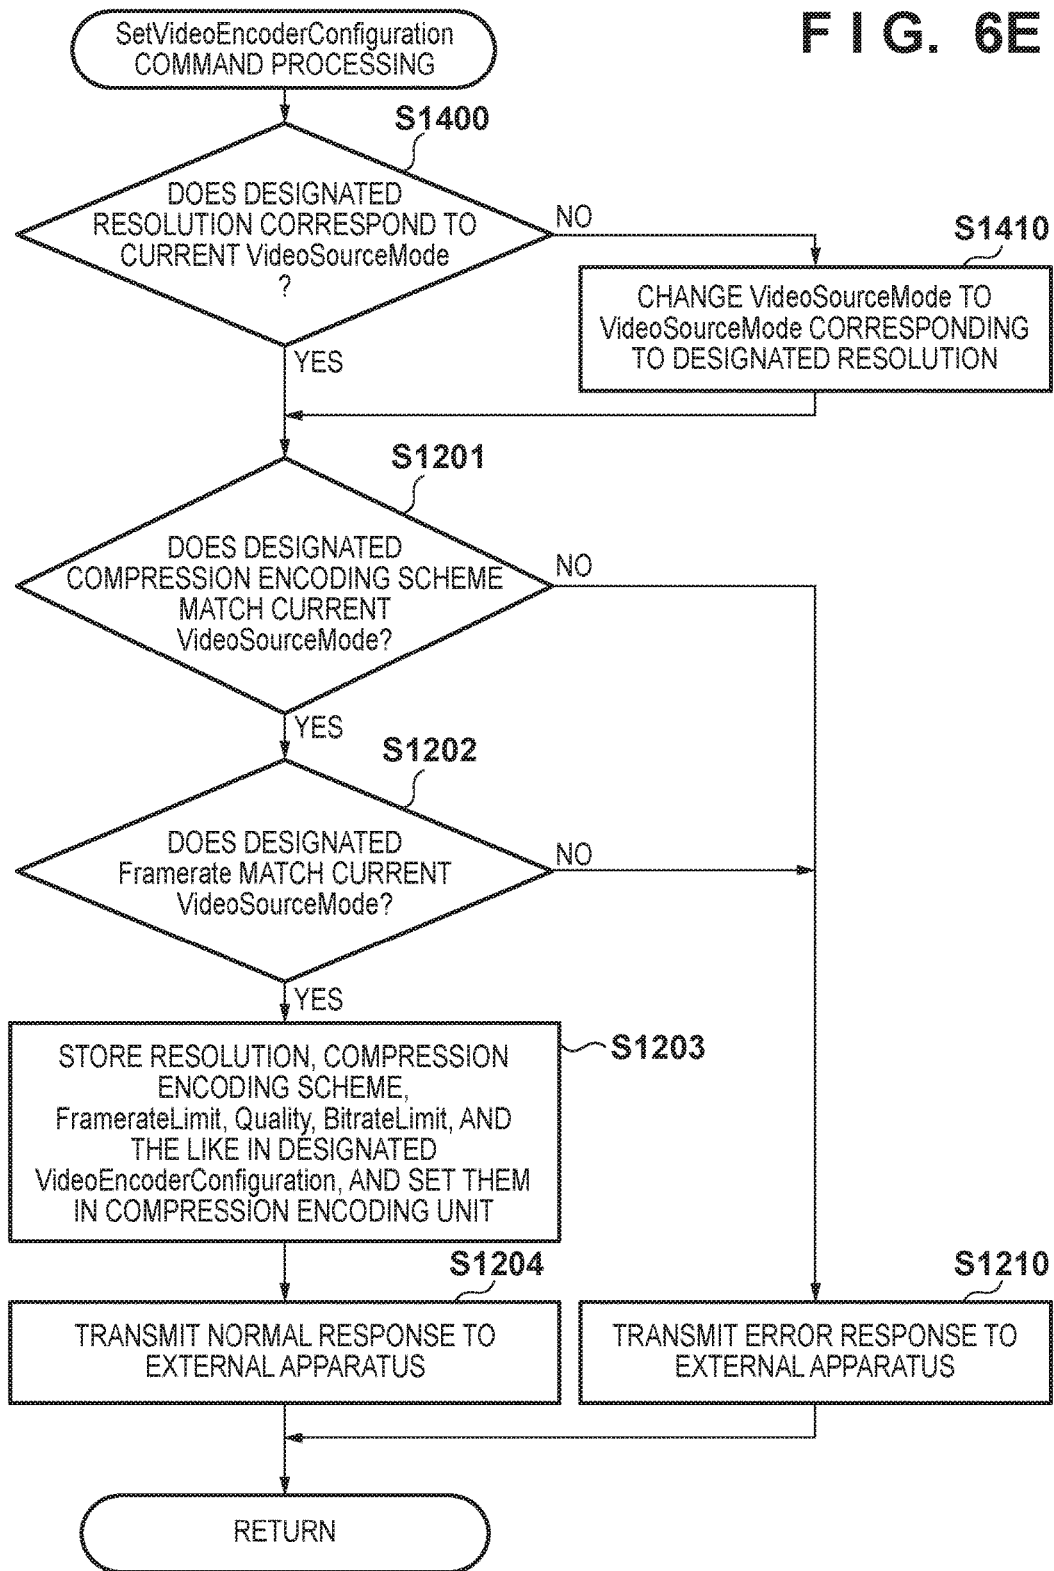 F I G. 6E
SetVideoEncoderConfiguration
COMMAND PROCESSING
S1400
DOES DESIGNATED
RESOLUTION CORRESPOND TO
CURRENT VideoSourceMode
?
NO
YES
S1410
CHANGE VideoSourceMode TO
VideoSourceMode CORRESPONDING
TO DESIGNATED RESOLUTION
S1201
DOES DESIGNATED
COMPRESSION ENCODING SCHEME
MATCH CURRENT
VideoSourceMode?
NO
YES
S1202
DOES DESIGNATED
Framerate MATCH CURRENT
VideoSourceMode?
NO
YES
S1203
STORE RESOLUTION, COMPRESSION
ENCODING SCHEME,
FramerateLimit, Quality, BitrateLimit, AND
THE LIKE IN DESIGNATED
VideoEncoderConfiguration, AND SET THEM
IN COMPRESSION ENCODING UNIT
S1204
TRANSMIT NORMAL RESPONSE TO
EXTERNAL APPARATUS
S1210
TRANSMIT ERROR RESPONSE TO
EXTERNAL APPARATUS
RETURN